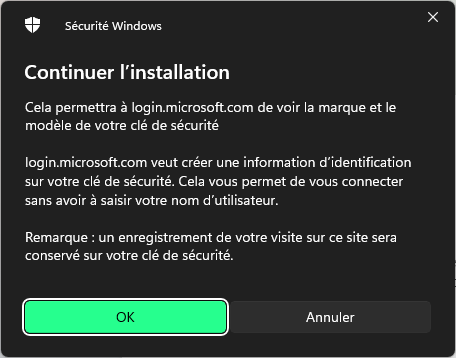 Sécurité Windows
Continuer l’installation
Cela permettra à login.microsoft.com de voir la marque et le
modèle de votre clé de sécurité
login.microsoft.com veut créer une information d’identification
sur votre clé de sécurité. Cela vous permet de vous connecter
sans avoir à saisir votre nom d’utilisateur.
Remarque : un enregistrement de votre visite sur ce site sera
conservé sur votre clé de sécurité.
OK
Annuler